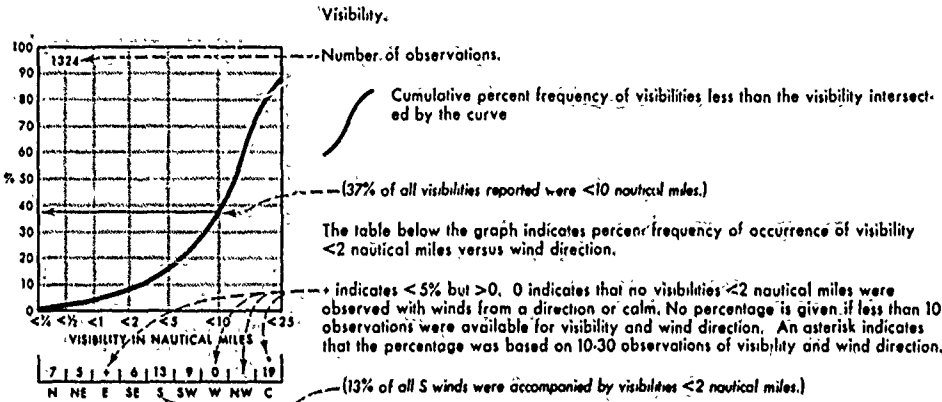 Visibility.
100
90
80
70
60
% 50
40
30
20
10
0
1324
Number of observations.
Cumulative percent frequency of visibilities less than the visibility intersect-
ed by the curve
(37% of all visibilities reported were <10 nautical miles.)
The table below the graph indicates percent frequency of occurrence of visibility
<2 nautical miles versus wind direction.
+ indicates <5% but >0. 0 indicates that no visibilities <2 nautical miles were
observed with winds from a direction or calm. No percentage is given if less than 10
observations were available for visibility and wind direction. An asterisk indicates
that the percentage was based on 10-30 observations of visibility and wind direction.
<¼ <½ <1 <2 <5 <10 <25
VISIBILITY IN NAUTICAL MILES
7 5 + 6 13 9 0 19
N NE E SE S SW W NW C
(13% of all S winds were accompanied by visibilities <2 nautical miles.)